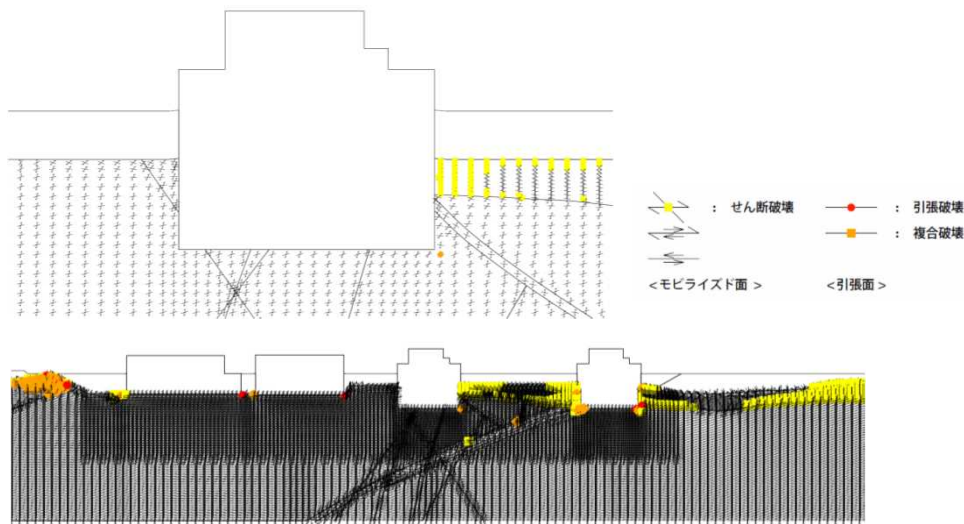 ： せん断破壊
： 引張破壊
： 複合破壊
＜モビライズド面 ＞
＜引張面＞